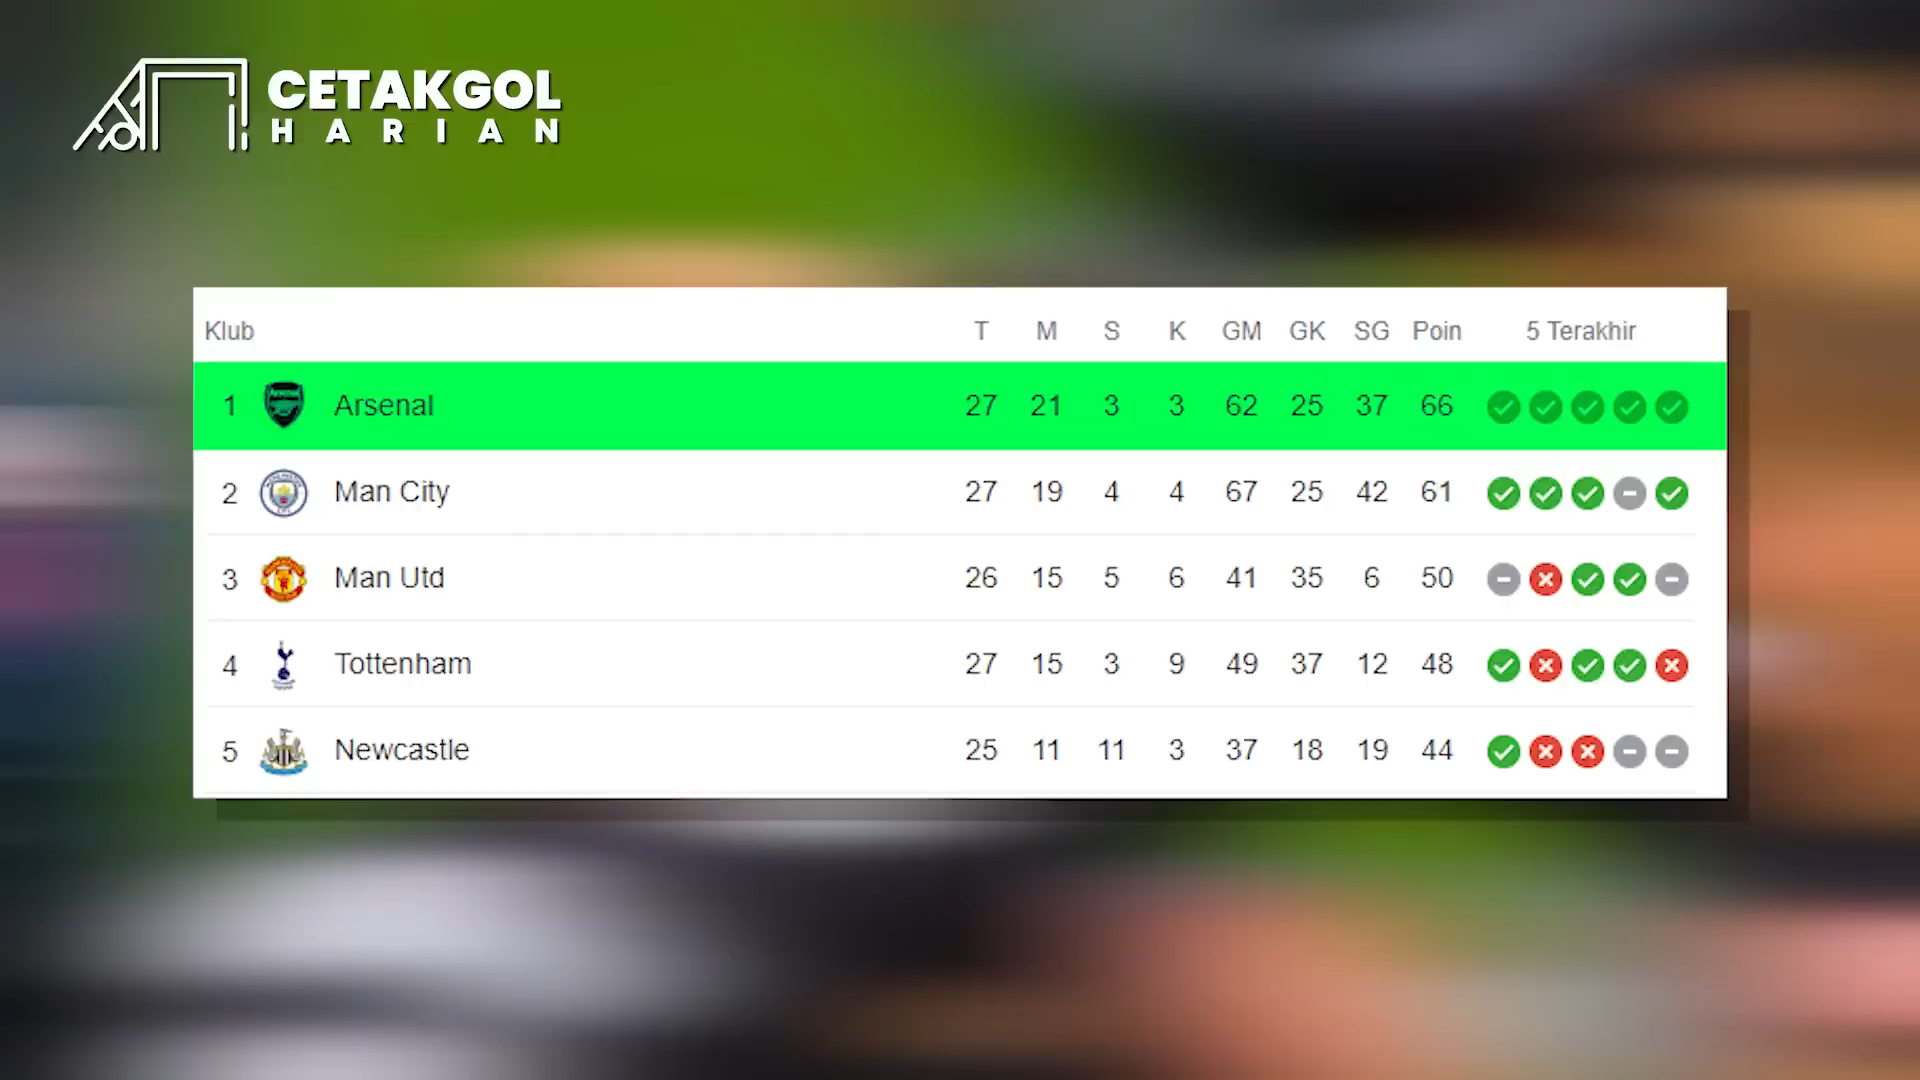 CETAKGOL
HARIAN
Klub T M S K GM GK SG Poin 5 Terakhir
1 Arsenal 27 21 3 3 62 25 37 66
2 Man City 27 19 4 4 67 25 42 61
3 Man Utd 26 15 5 6 41 35 6 50
4 Tottenham 27 15 3 9 49 37 12 48
5 Newcastle 25 11 11 3 37 18 19 44